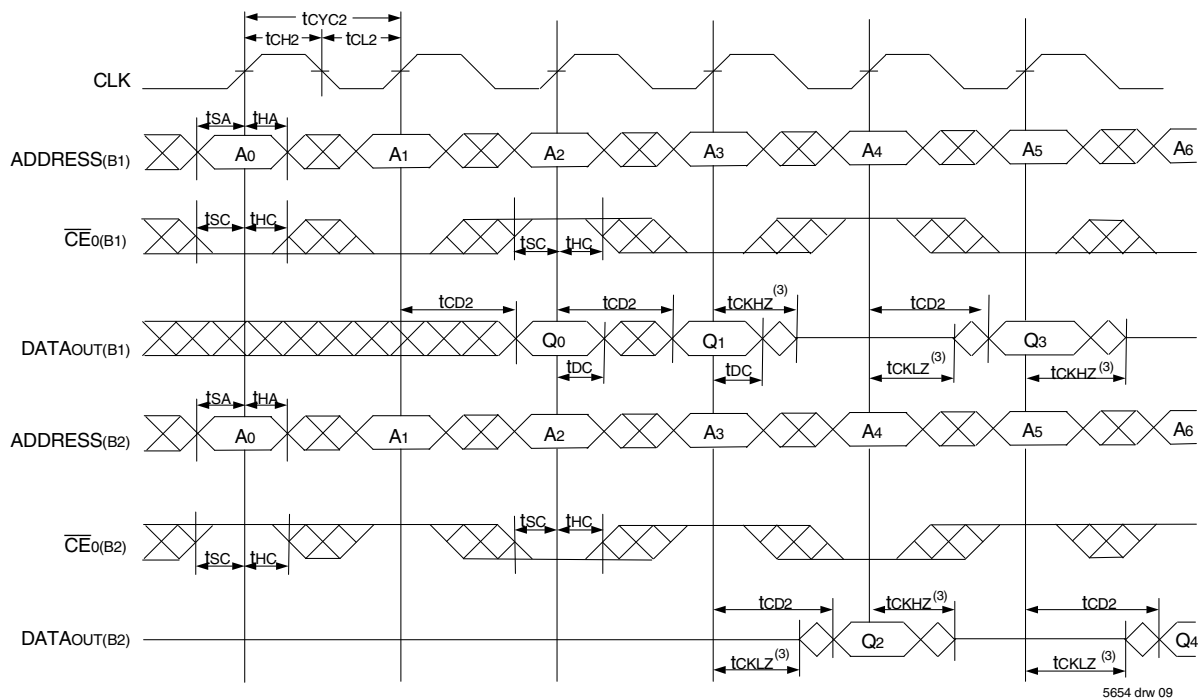 tCYC2
tCH2 tCL2
CLK
tSA tHA
ADDRESS(B1) A0 A1 A2 A3 A4 A5 A6
tSC tHC
CE0(B1)
tSC tHC
tCD2 tCD2 tCKHZ(3) tCD2
DATAOUT(B1) Q0 Q1 Q3
tDC tDC tCKLZ(3) tCKHZ(3)
tSA tHA
ADDRESS(B2) A0 A1 A2 A3 A4 A5 A6
tSC tHC
CE0(B2)
tSC tHC
tCD2 tCKHZ(3) tCD2
DATAOUT(B2) Q2 Q4
tCKLZ(3) tCKLZ(3)
5654 drw 09